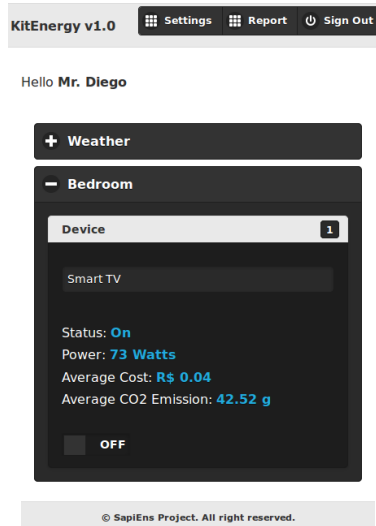 KitEnergy v1.0 Settings Report Sign Out
Hello Mr. Diego
Weather
Bedroom
Device 1
Smart TV
Status: On
Power: 73 Watts
Average Cost: R$ 0.04
Average CO2 Emission: 42.52 g
OFF
© SapiEns Project. All right reserved.